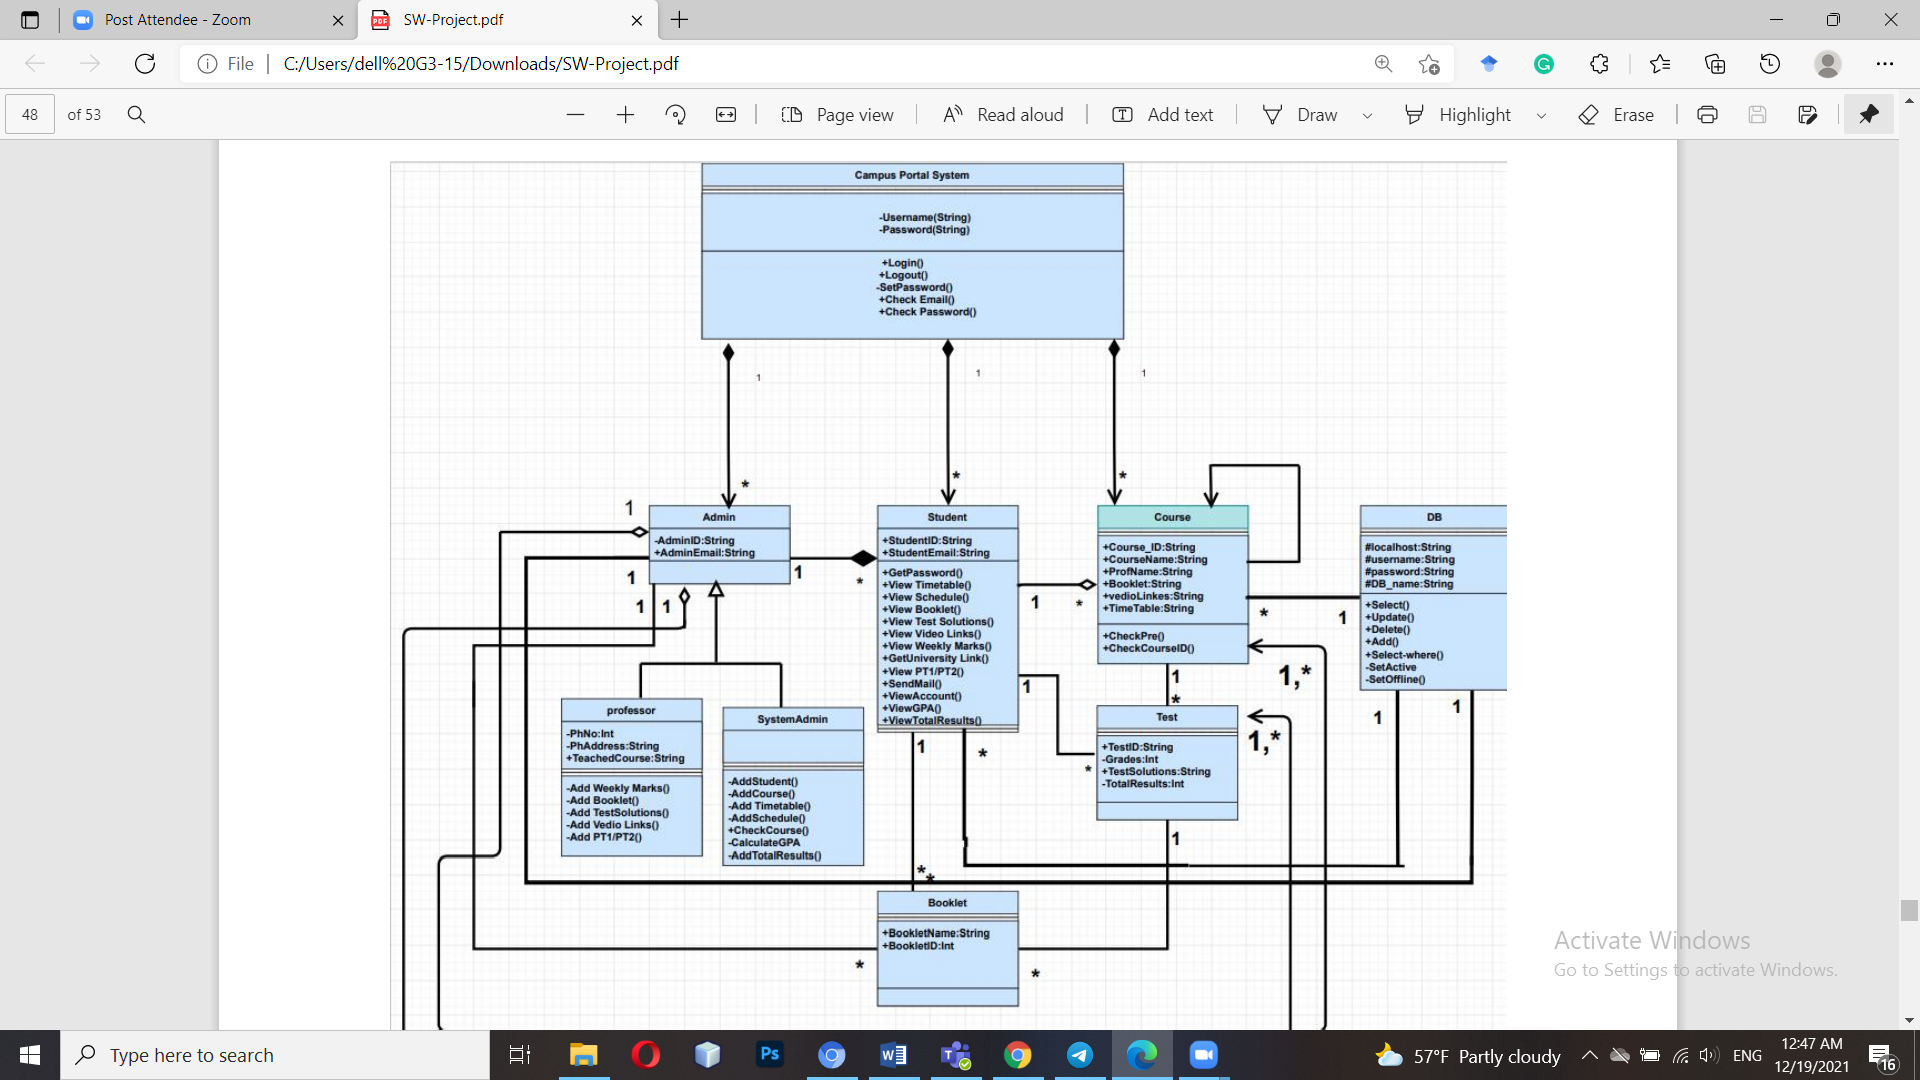 Post Attendee - Zoom
SW-Project.pdf
File
C:/Users/dell%20G3-15/Downloads/SW-Project.pdf
48 of 53
Page view
Read aloud
Add text
Draw
Highlight
Erase
Campus Portal System
-Username(String)
-Password(String)
+Login()
+Logout()
-SetPassword()
+Check Email()
+Check Password()
1
1
1
*
*
*
1
Admin
-AdminID:String
+AdminEmail:String
1
1
1
1
*
Student
+StudentID:String
+StudentEmail:String
+GetPassword()
+View Timetable()
+View Schedule()
+View Booklet()
+View Test Solutions()
+View Video Links()
+View Weekly Marks()
+GetUniversity Link()
+View PT1/PT2()
+SendMail()
+ViewAccount()
+ViewGPA()
+ViewTotalResults()
1
*
Course
+Course_ID:String
+CourseName:String
+ProfName:String
+Booklet:String
+vedioLinkes:String
+TimeTable:String
+CheckPre()
+CheckCourseID()
*
1
DB
#localhost:String
#username:String
#password:String
#DB_name:String
+Select()
+Update()
+Delete()
+Add()
+Select-where()
-SetActive
-SetOffline()
1,*
1
*
1
1
1
professor
-PhNo:Int
-PhAddress:String
+TeachedCourse:String
-Add Weekly Marks()
-Add Booklet()
-Add TestSolutions()
-Add Vedio Links()
-Add PT1/PT2()
SystemAdmin
-AddStudent()
-AddCourse()
-Add Timetable()
-AddSchedule()
+CheckCourse()
-CalculateGPA
-AddTotalResults()
1
*
*
Test
+TestID:String
-Grades:Int
+TestSolutions:String
-TotalResults:Int
1,*
1
*
*
Booklet
+BookletName:String
+BookletID:Int
*
*
Activate Windows
Go to Settings to activate Windows.
Type here to search
Ps
57°F Partly cloudy
ENG
12:47 AM
12/19/2021
16